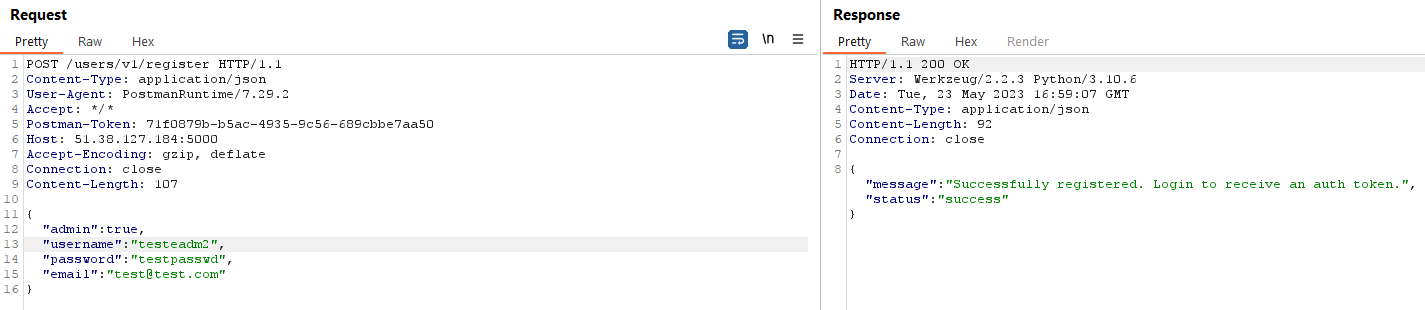 Request
Pretty Raw Hex
\n
1 POST /users/v1/register HTTP/1.1
2 Content-Type: application/json
3 User-Agent: PostmanRuntime/7.29.2
4 Accept: */*
5 Postman-Token: 71f0879b-b5ac-4935-9c56-689cbbe7aa50
6 Host: 51.38.127.184:5000
7 Accept-Encoding: gzip, deflate
8 Connection: close
9 Content-Length: 107
10
11 {
12 "admin":true,
13 "username":"testeadm2",
14 "password":"testpasswd",
15 "email":"test@test.com"
16 }
Response
Pretty Raw Hex Render
1 HTTP/1.1 200 OK
2 Server: Werkzeug/2.2.3 Python/3.10.6
3 Date: Tue, 23 May 2023 16:59:07 GMT
4 Content-Type: application/json
5 Content-Length: 92
6 Connection: close
7
8 {
"message":"Successfully registered. Login to receive an auth token.",
"status":"success"
}